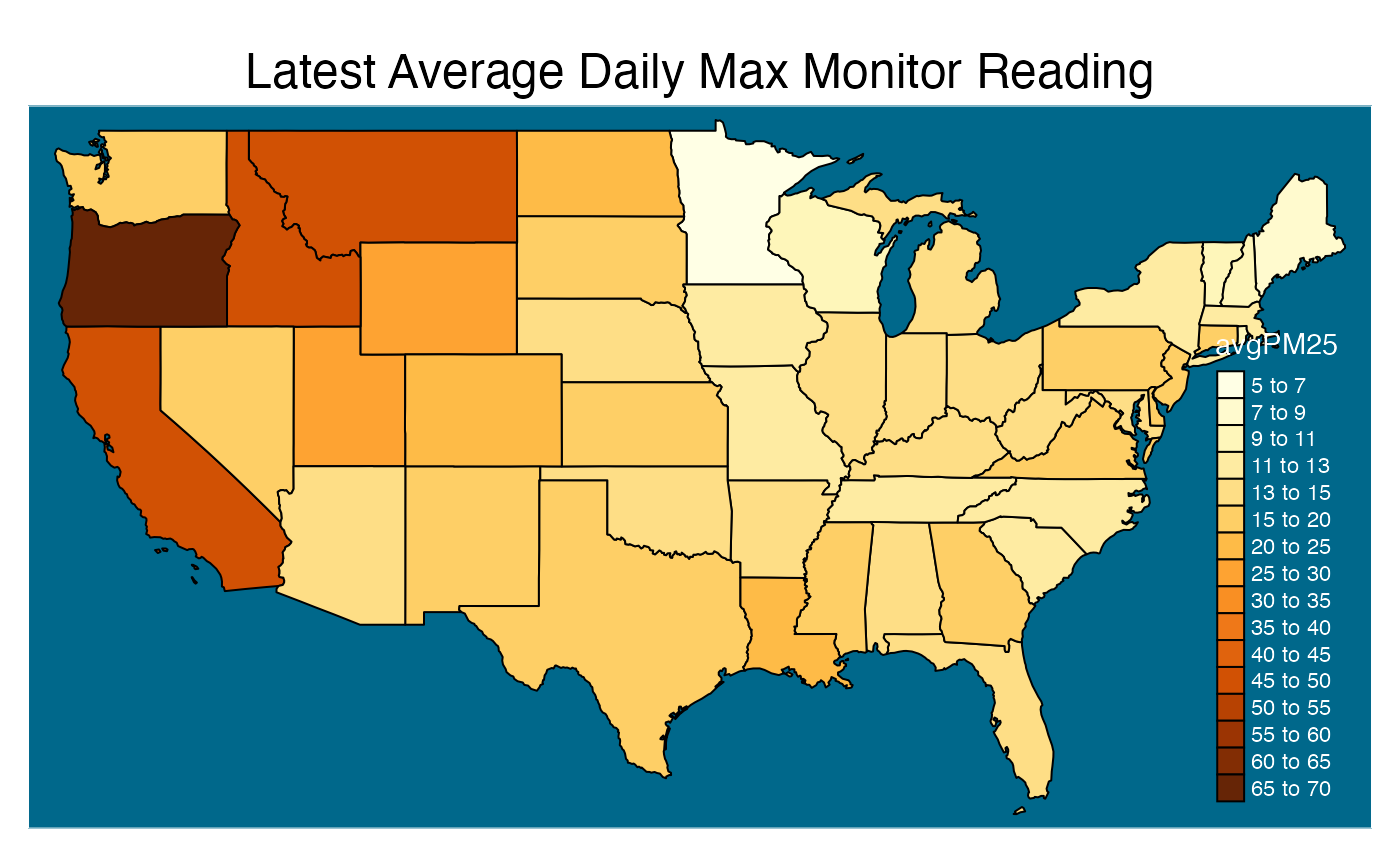 Latest Average Daily Max Monitor Reading
avgPM25
5 to 7
7 to 9
9 to 11
11 to 13
13 to 15
15 to 20
20 to 25
25 to 30
30 to 35
35 to 40
40 to 45
45 to 50
50 to 55
55 to 60
60 to 65
65 to 70